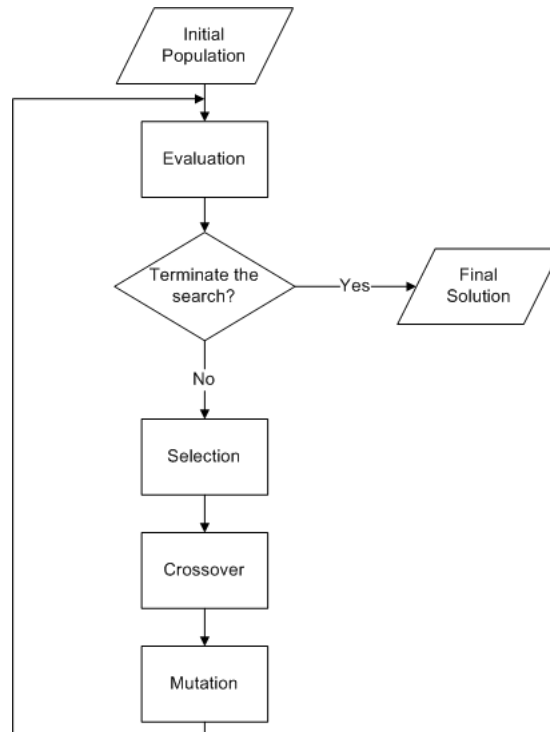 Initial
Population
Evaluation
Terminate the
search?
Yes
Final
Solution
No
Selection
Crossover
Mutation